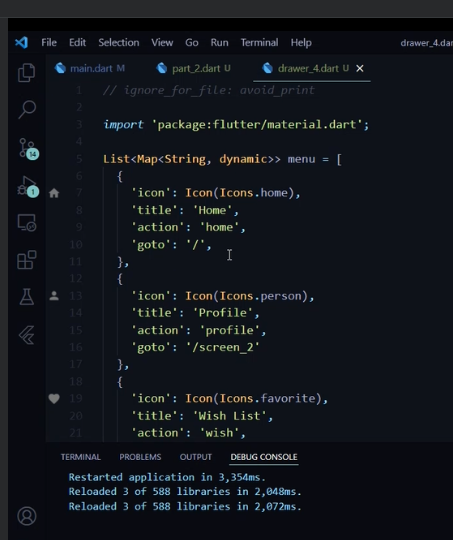 File Edit Selection View Go Run Terminal Help drawer_4.dar
main.dart M part_2.dart U drawer_4.dart U
1 // ignore_for_file: avoid_print
2
3 import 'package:flutter/material.dart';
4
5 List<Map<String, dynamic>> menu = [
6 {
7 'icon': Icon(Icons.home),
8 'title': 'Home',
9 'action': 'home',
10 'goto': '/',
11 },
12 {
13 'icon': Icon(Icons.person),
14 'title': 'Profile',
15 'action': 'profile',
16 'goto': '/screen_2'
17 },
18 {
19 'icon': Icon(Icons.favorite),
20 'title': 'Wish List',
21 'action': 'wish',
14
1
TERMINAL PROBLEMS OUTPUT DEBUG CONSOLE
Restarted application in 3,354ms.
Reloaded 3 of 588 libraries in 2,048ms.
Reloaded 3 of 588 libraries in 2,072ms.